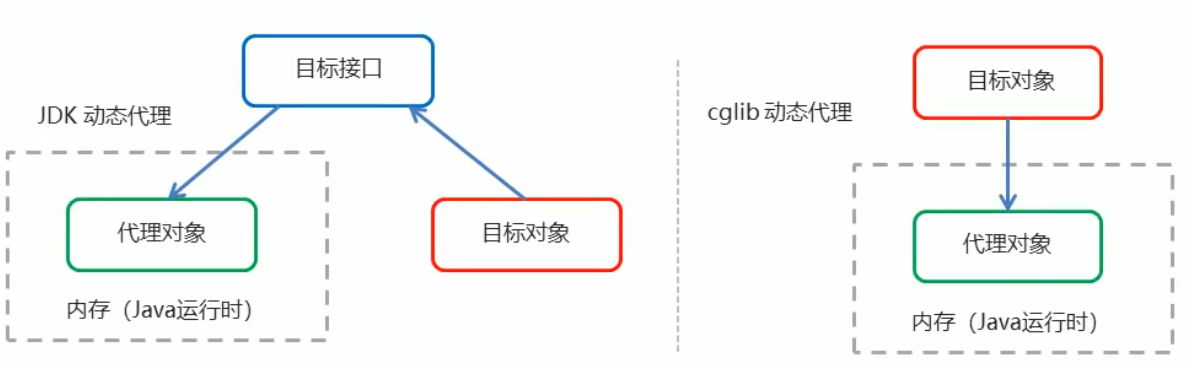 目标接口
JDK 动态代理
代理对象
目标对象
内存（Java运行时）
目标对象
cglib 动态代理
代理对象
内存（Java运行时）